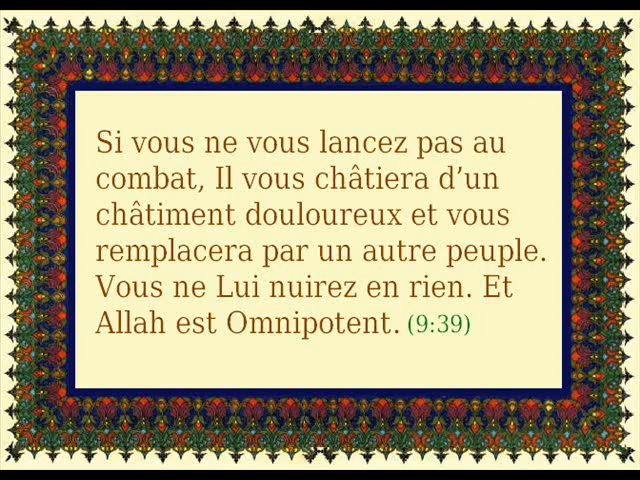 Si vous ne vous lancez pas au
combat, Il vous châtiera d’un
châtiment douloureux et vous
remplacera par un autre peuple.
Vous ne Lui nuirez en rien. Et
Allah est Omnipotent. (9:39)